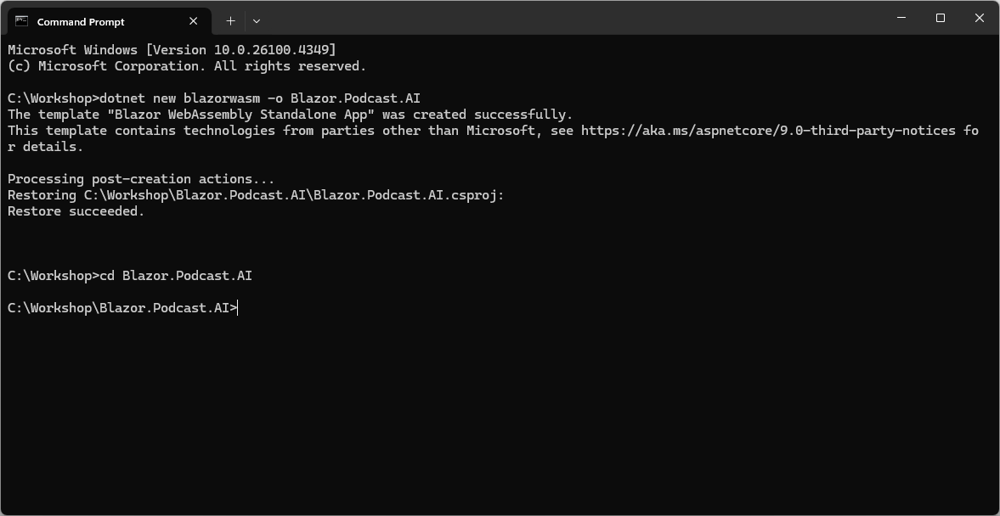 Command Prompt
Microsoft Windows [Version 10.0.26100.4349]
(c) Microsoft Corporation. All rights reserved.
C:\Workshop>dotnet new blazorwasm -o Blazor.Podcast.AI
The template "Blazor WebAssembly Standalone App" was created successfully.
This template contains technologies from parties other than Microsoft, see https://aka.ms/aspnetcore/9.0-third-party-notices fo
r details.
Processing post-creation actions...
Restoring C:\Workshop\Blazor.Podcast.AI\Blazor.Podcast.AI.csproj:
Restore succeeded.
C:\Workshop>cd Blazor.Podcast.AI
C:\Workshop\Blazor.Podcast.AI>